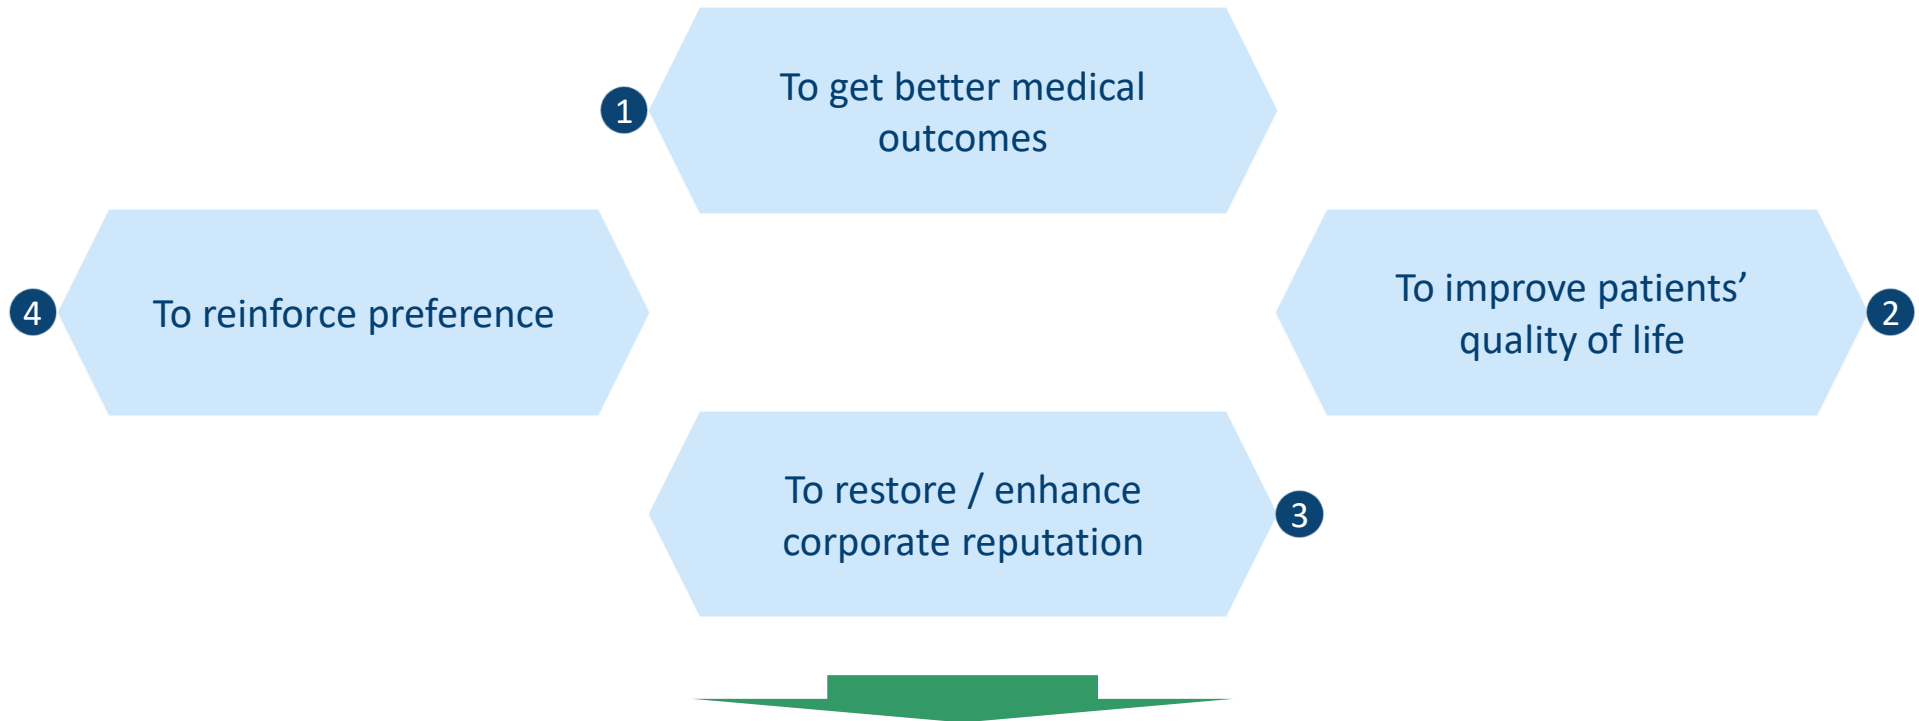 1
To get better medical
outcomes
4
To reinforce preference
To improve patients’
quality of life
2
To restore / enhance
corporate reputation
3